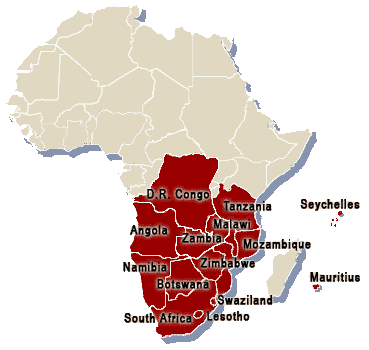 D.R. Congo
Tanzania
Seychelles
Malawi
Angola
Zambia
Mozambique
Zimbabwe
Namibia
Mauritius
Botswana
Swaziland
South Africa
Lesotho